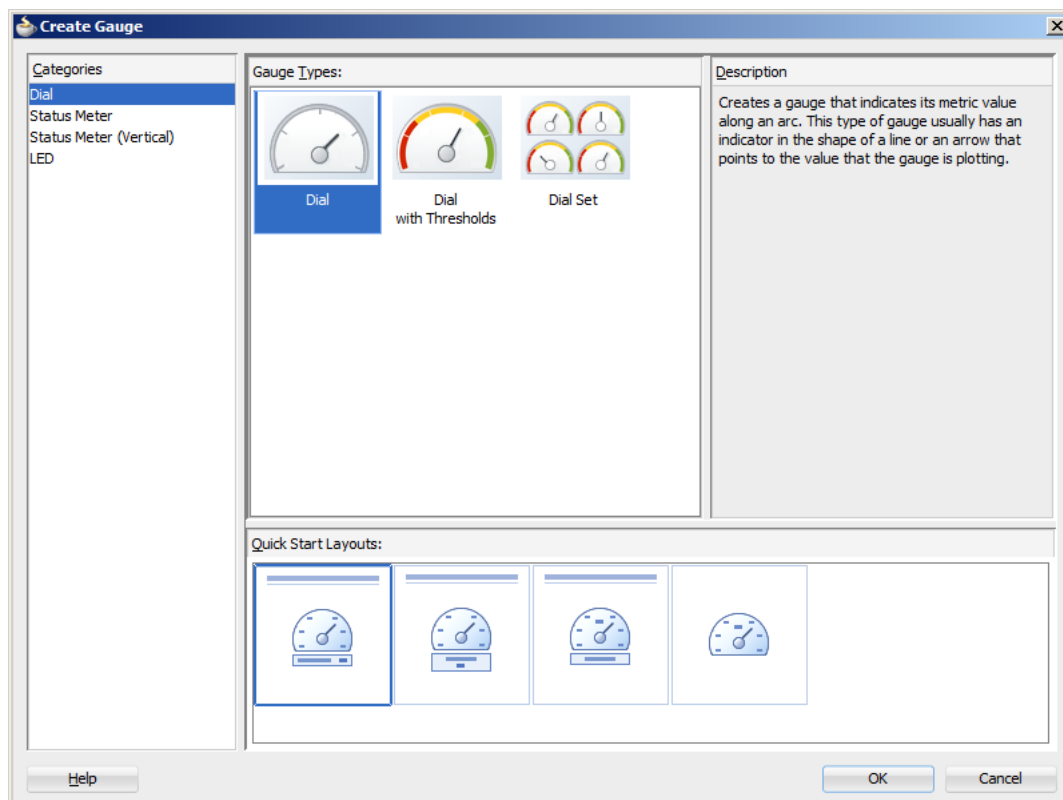 Create Gauge
Categories
Dial
Status Meter
Status Meter (Vertical)
LED
Gauge Types:
Dial
Dial
with Thresholds
Dial Set
Description
Creates a gauge that indicates its metric value
along an arc. This type of gauge usually has an
indicator in the shape of a line or an arrow that
points to the value that the gauge is plotting.
Quick Start Layouts:
Help
OK
Cancel